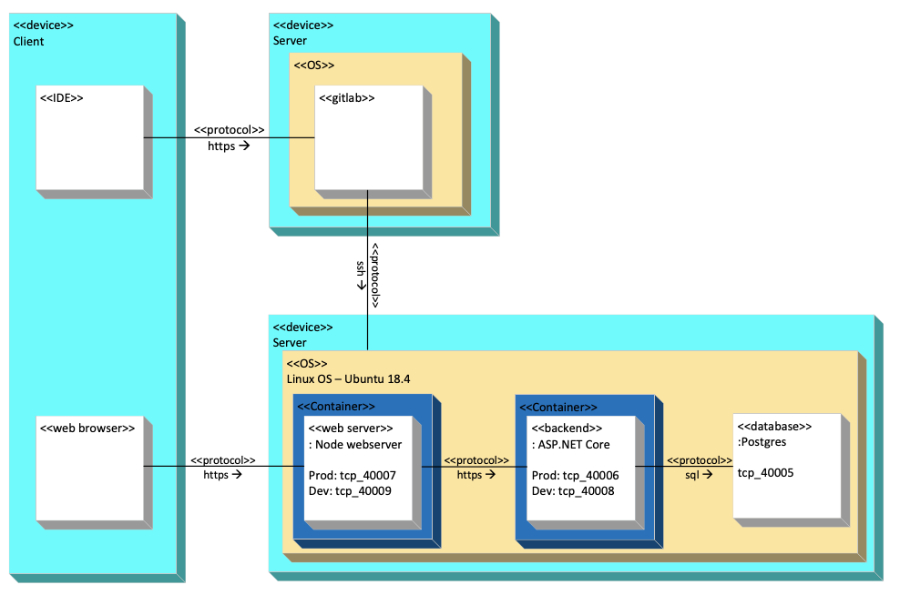 <<device>>
Client
<<IDE>>
<<web browser>>
<<protocol>>
https →
<<device>>
Server
<<OS>>
<<gitlab>>
<<protocol>>
ssh →
<<device>>
Server
<<OS>>
Linux OS – Ubuntu 18.4
<<protocol>>
https →
<<Container>>
<<web server>>
: Node webserver
Prod: tcp_40007
Dev: tcp_40009
<<protocol>>
https →
<<Container>>
<<backend>>
: ASP.NET Core
Prod: tcp_40006
Dev: tcp_40008
<<protocol>>
sql →
<<database>>
:Postgres
tcp_40005